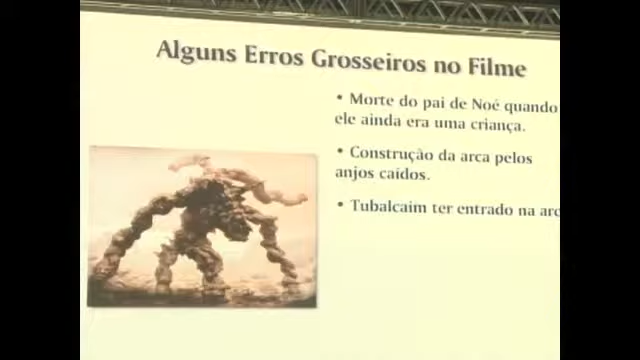 Alguns Erros Grosseiros no Filme
• Morte do pai de Noé quando
ele ainda era uma criança.
• Construção da arca pelos
anjos caídos.
• Tubalcaim ter entrado na